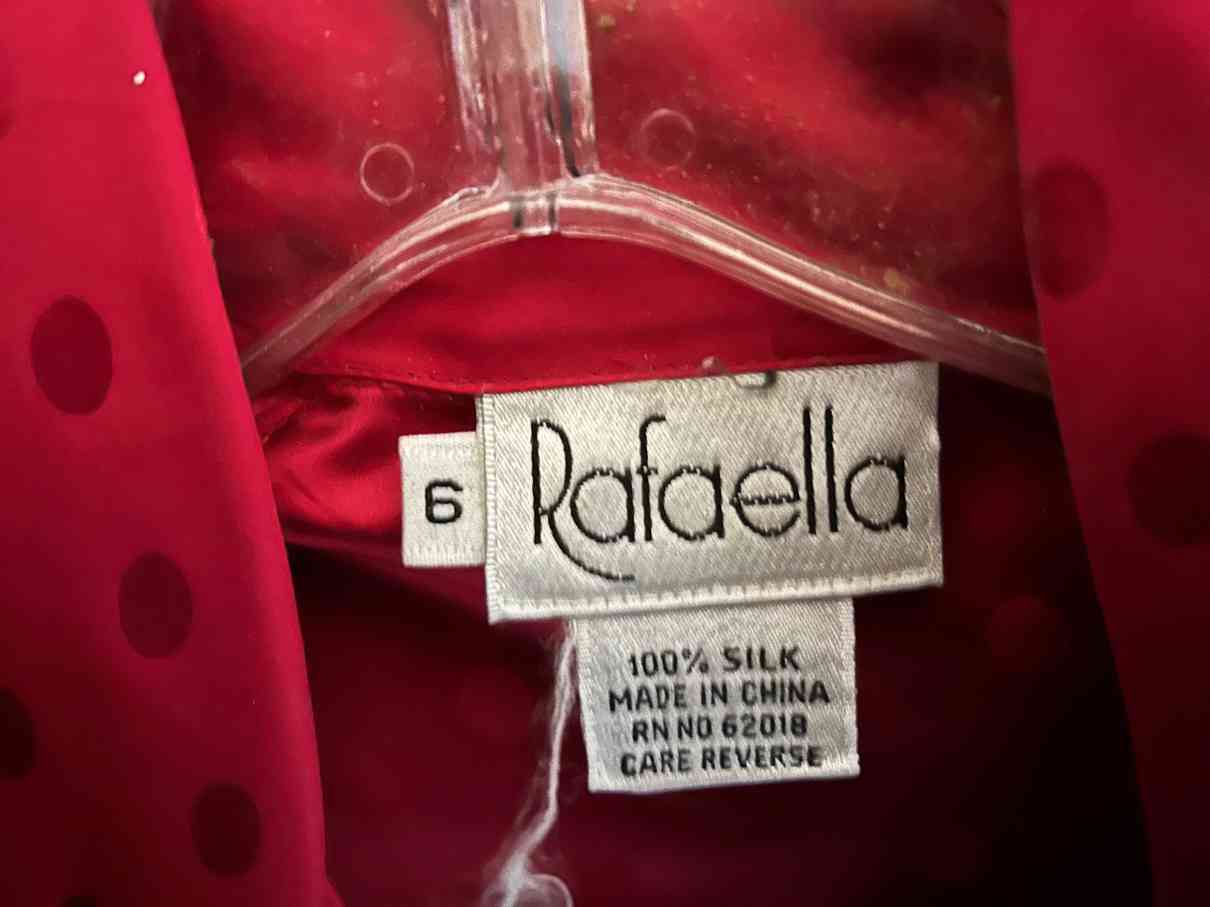 6
Rafaella
100% SILK
MADE IN CHINA
RN NO 62018
CARE REVERSE